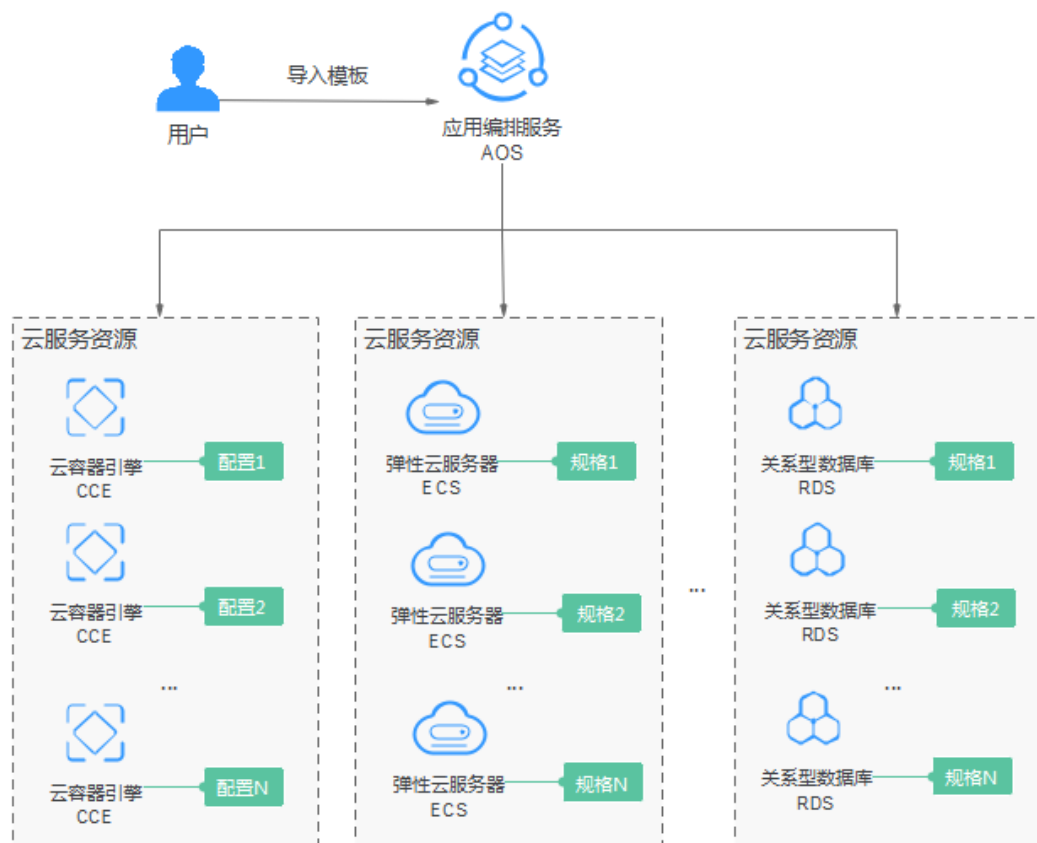 导入模板
用户
应用编排服务
AOS
云服务资源
云容器引擎
CCE
配置1
云容器引擎
CCE
配置2
...
云容器引擎
CCE
配置N
云服务资源
弹性云服务器
ECS
规格1
弹性云服务器
ECS
规格2
...
弹性云服务器
ECS
规格N
...
云服务资源
关系型数据库
RDS
规格1
关系型数据库
RDS
规格2
...
关系型数据库
RDS
规格N